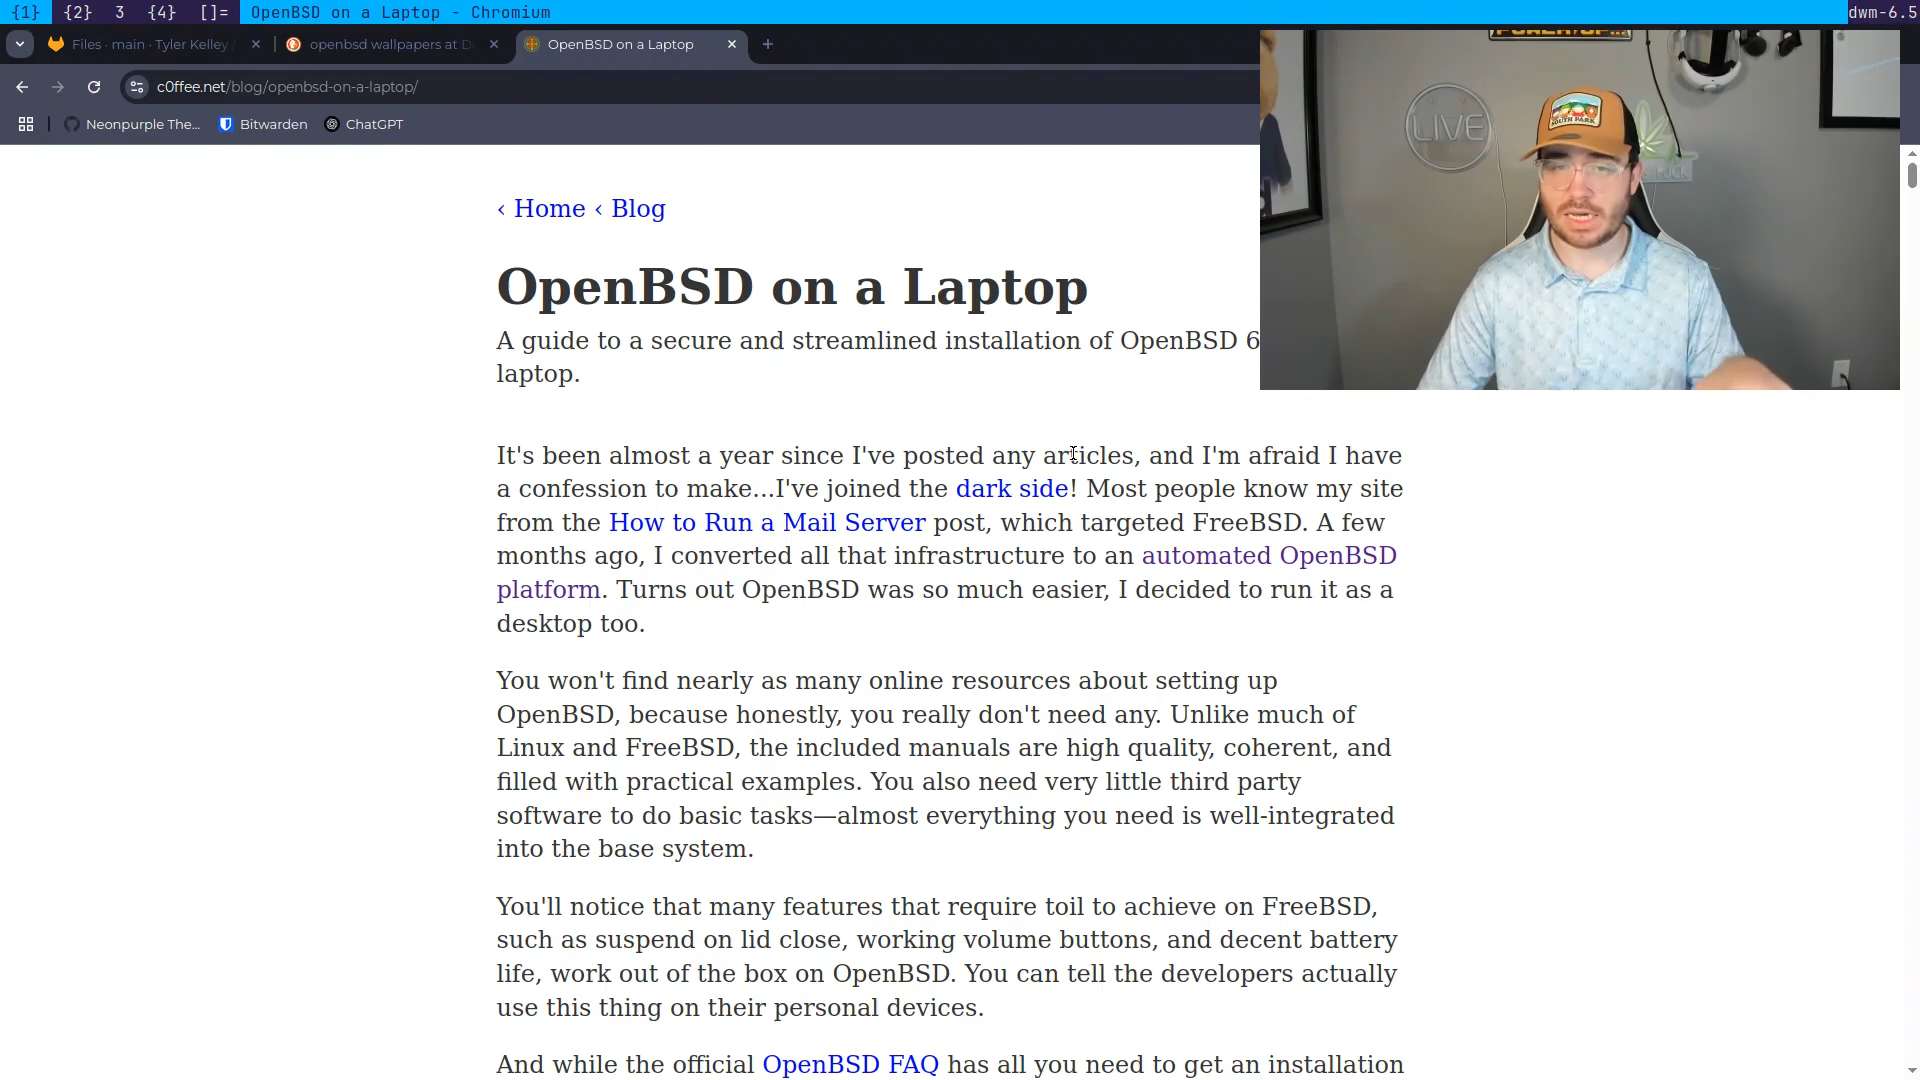 {1} {2} 3 {4} []= OpenBSD on a Laptop - Chromium dwm-6.5
Files · main · Tyler Kelley openbsd wallpapers at D OpenBSD on a Laptop
c0ffee.net/blog/openbsd-on-a-laptop/
Neonpurple The... Bitwarden ChatGPT
LIVE
SOUTH PARK
‹ Home ‹ Blog
OpenBSD on a Laptop
A guide to a secure and streamlined installation of OpenBSD 6
laptop.
It's been almost a year since I've posted any articles, and I'm afraid I have
a confession to make...I've joined the dark side! Most people know my site
from the How to Run a Mail Server post, which targeted FreeBSD. A few
months ago, I converted all that infrastructure to an automated OpenBSD
platform. Turns out OpenBSD was so much easier, I decided to run it as a
desktop too.
You won't find nearly as many online resources about setting up
OpenBSD, because honestly, you really don't need any. Unlike much of
Linux and FreeBSD, the included manuals are high quality, coherent, and
filled with practical examples. You also need very little third party
software to do basic tasks—almost everything you need is well-integrated
into the base system.
You'll notice that many features that require toil to achieve on FreeBSD,
such as suspend on lid close, working volume buttons, and decent battery
life, work out of the box on OpenBSD. You can tell the developers actually
use this thing on their personal devices.
And while the official OpenBSD FAQ has all you need to get an installation